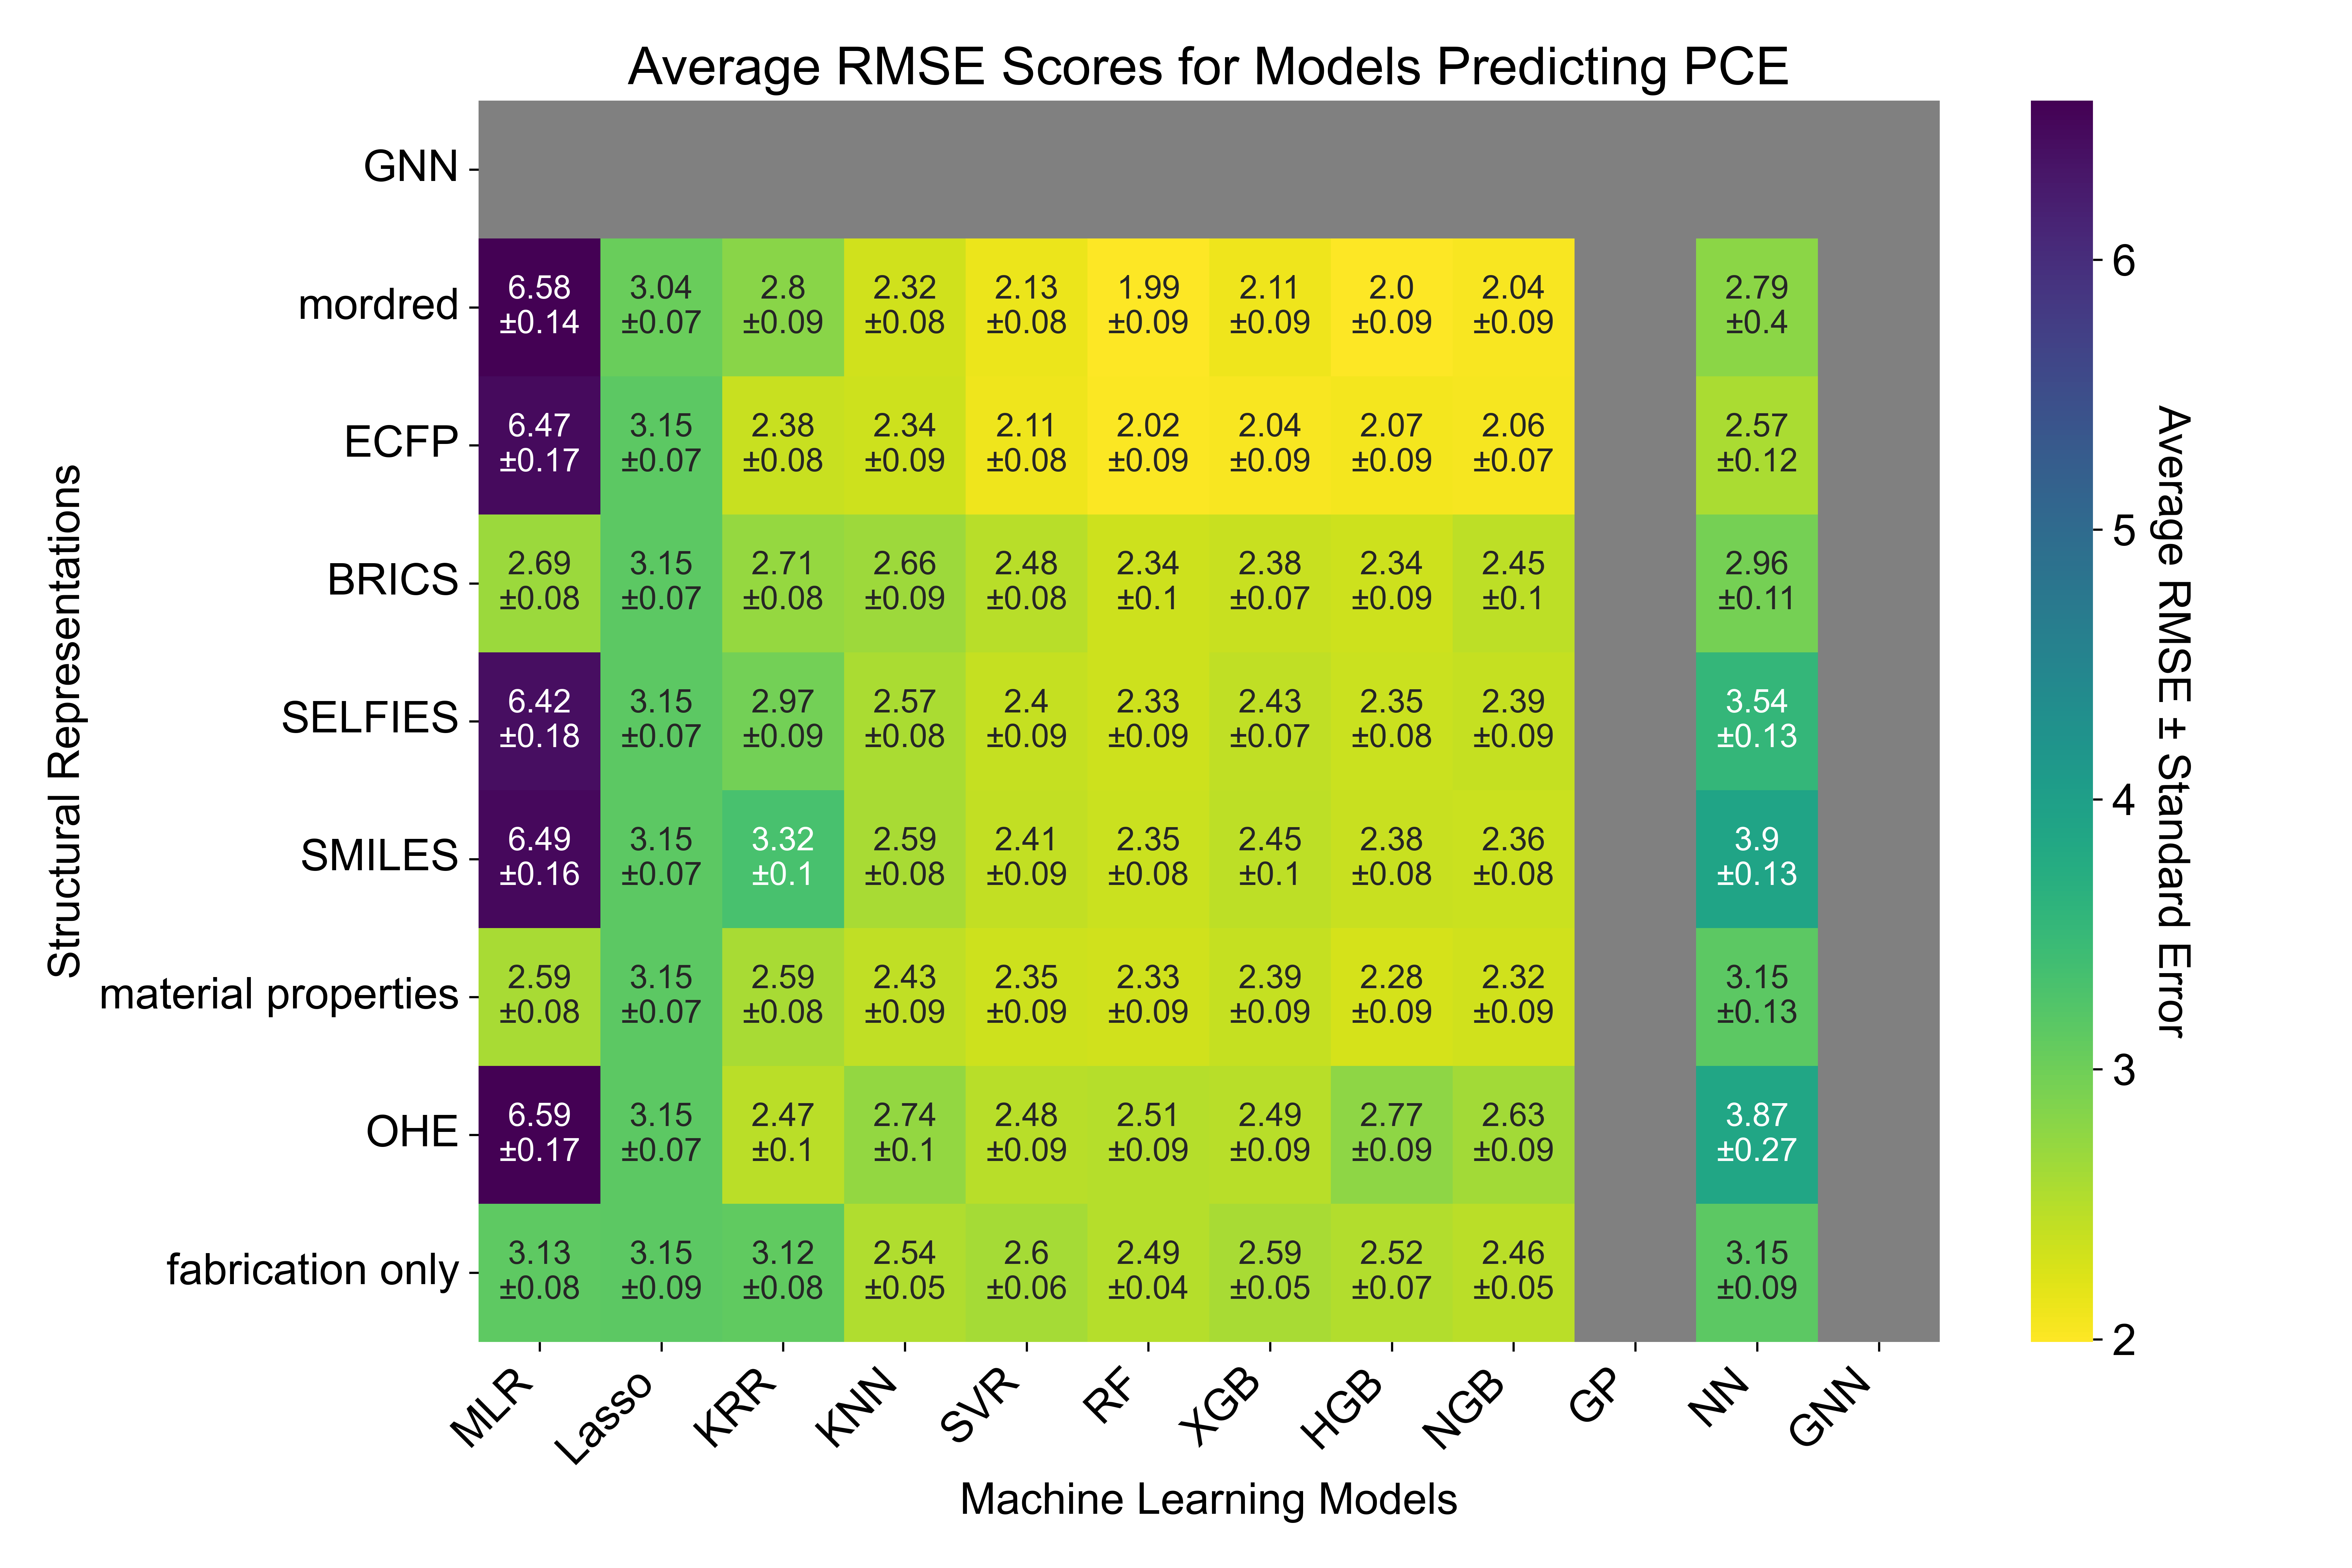 Average RMSE Scores for Models Predicting PCE
Structural Representations
GNN
mordred
6.58 3.04 2.8 2.32 2.13 1.99 2.11 2.0 2.04 2.79
±0.14 ±0.07 ±0.09 ±0.08 ±0.08 ±0.09 ±0.09 ±0.09 ±0.09 ±0.4
ECFP
6.47 3.15 2.38 2.34 2.11 2.02 2.04 2.07 2.06 2.57
±0.17 ±0.07 ±0.08 ±0.09 ±0.08 ±0.09 ±0.09 ±0.09 ±0.07 ±0.12
BRICS
2.69 3.15 2.71 2.66 2.48 2.34 2.38 2.34 2.45 2.96
±0.08 ±0.07 ±0.08 ±0.09 ±0.08 ±0.1 ±0.07 ±0.09 ±0.1 ±0.11
SELFIES
6.42 3.15 2.97 2.57 2.4 2.33 2.43 2.35 2.39 3.54
±0.18 ±0.07 ±0.09 ±0.08 ±0.09 ±0.09 ±0.07 ±0.08 ±0.09 ±0.13
SMILES
6.49 3.15 3.32 2.59 2.41 2.35 2.45 2.38 2.36 3.9
±0.16 ±0.07 ±0.1 ±0.08 ±0.09 ±0.08 ±0.1 ±0.08 ±0.08 ±0.13
material properties
2.59 3.15 2.59 2.43 2.35 2.33 2.39 2.28 2.32 3.15
±0.08 ±0.07 ±0.08 ±0.09 ±0.09 ±0.09 ±0.09 ±0.09 ±0.09 ±0.13
OHE
6.59 3.15 2.47 2.74 2.48 2.51 2.49 2.77 2.63 3.87
±0.17 ±0.07 ±0.1 ±0.1 ±0.09 ±0.09 ±0.09 ±0.09 ±0.09 ±0.27
fabrication only
3.13 3.15 3.12 2.54 2.6 2.49 2.59 2.52 2.46 3.15
±0.08 ±0.09 ±0.08 ±0.05 ±0.06 ±0.04 ±0.05 ±0.07 ±0.05 ±0.09
MLR Lasso KRR KNN SVR RF XGB HGB NGB GP NN GNN
Machine Learning Models
6
5
4
3
2
Average RMSE ± Standard Error